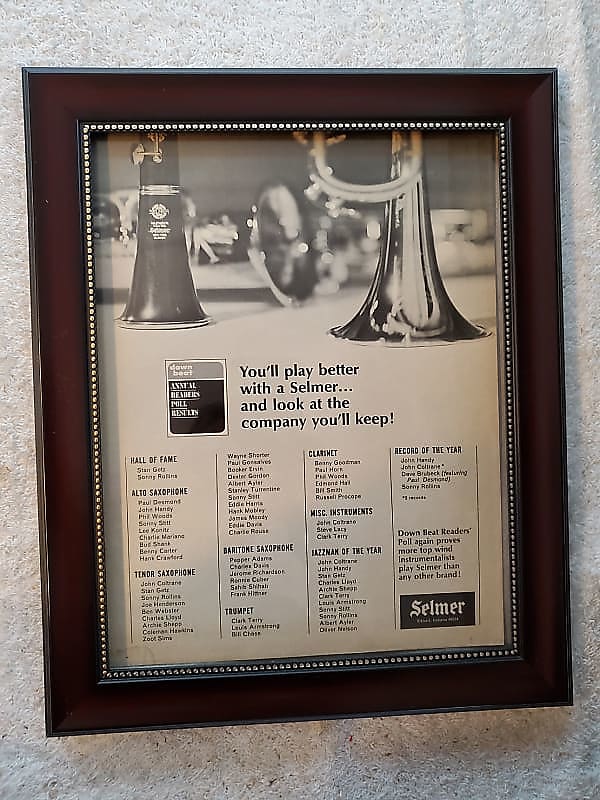 down
beat
ANNUAL
READERS
POLL
RESULTS
You'll play better
with a Selmer...
and look at the
company you'll keep!
HALL OF FAME
Stan Getz
Sonny Rollins
ALTO SAXOPHONE
Paul Desmond
John Handy
Phil Woods
Sonny Stitt
Lee Konitz
Charlie Mariano
Bud Shank
Benny Carter
Hank Crawford
TENOR SAXOPHONE
John Coltrane
Stan Getz
Sonny Rollins
Joe Henderson
Ben Webster
Charles Lloyd
Archie Shepp
Coleman Hawkins
Zoot Sims
Wayne Shorter
Paul Gonsalves
Booker Ervin
Dexter Gordon
Albert Ayler
Stanley Turrentine
Sonny Stitt
Eddie Harris
Hank Mobley
James Moody
Eddie Davis
Charlie Rouse
BARITONE SAXOPHONE
Pepper Adams
Charles Davis
Jerome Richardson
Ronnie Cuber
Sahib Shihab
Frank Hittner
TRUMPET
Clark Terry
Louis Armstrong
Bill Chase
CLARINET
Benny Goodman
Paul Horn
Phil Woods
Edmond Hall
Bill Smith
Russell Procope
MISC. INSTRUMENTS
John Coltrane
Steve Lacy
Clark Terry
JAZZMAN OF THE YEAR
John Coltrane
John Handy
Stan Getz
Charles Lloyd
Archie Shepp
Clark Terry
Louis Armstrong
Sonny Stitt
Sonny Rollins
Albert Ayler
Oliver Nelson
RECORD OF THE YEAR
John Handy
John Coltrane*
Dave Brubeck (featuring
Paul Desmond)
Sonny Rollins
records
Down Beat Readers'
Poll again proves
more top wind
instrumentalists
play Selmer than
any other brand!
Selmer
Elkhart, Indiana